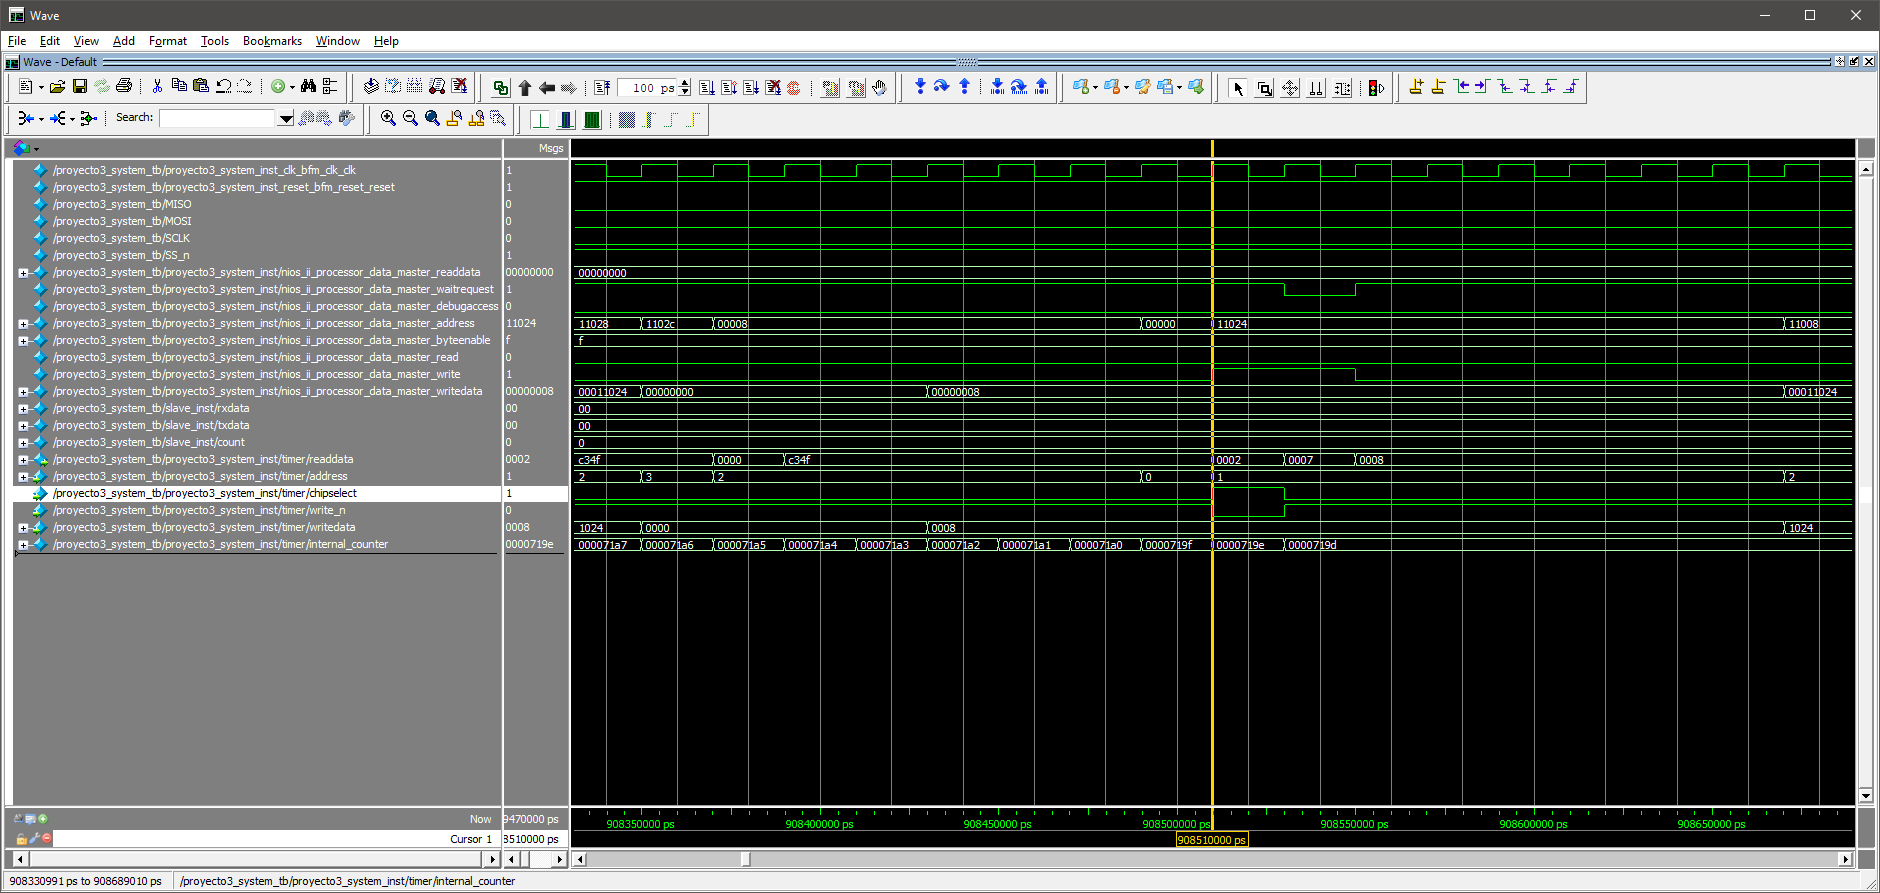 Wave
File Edit View Add Format Tools Bookmarks Window Help
Wave - Default
100 ps
Search:
Msgs
/proyecto3_system_tb/proyecto3_system_inst_clk_bfm_clk_clk 1
/proyecto3_system_tb/proyecto3_system_inst_reset_bfm_reset_reset 1
/proyecto3_system_tb/MISO 0
/proyecto3_system_tb/MOSI 0
/proyecto3_system_tb/SCLK 0
/proyecto3_system_tb/SS_n 1
/proyecto3_system_tb/proyecto3_system_inst/nios_ii_processor_data_master_readdata 00000000 00000000
/proyecto3_system_tb/proyecto3_system_inst/nios_ii_processor_data_master_waitrequest 1
/proyecto3_system_tb/proyecto3_system_inst/nios_ii_processor_data_master_debugaccess 0
/proyecto3_system_tb/proyecto3_system_inst/nios_ii_processor_data_master_address 11024 11028 1102c 00008 00000 11024 11008
/proyecto3_system_tb/proyecto3_system_inst/nios_ii_processor_data_master_byteenable f f
/proyecto3_system_tb/proyecto3_system_inst/nios_ii_processor_data_master_read 0
/proyecto3_system_tb/proyecto3_system_inst/nios_ii_processor_data_master_write 1
/proyecto3_system_tb/proyecto3_system_inst/nios_ii_processor_data_master_writedata 00000008 00011024 00000000 00000008 00011024
/proyecto3_system_tb/slave_inst/rxdata 00 00
/proyecto3_system_tb/slave_inst/txdata 00 00
/proyecto3_system_tb/slave_inst/count 0 0
/proyecto3_system_tb/proyecto3_system_inst/timer/readdata 0002 c34f 0000 c34f 0002 0007 0008
/proyecto3_system_tb/proyecto3_system_inst/timer/address 1 2 3 2 0 1 2
/proyecto3_system_tb/proyecto3_system_inst/timer/chipselect 1
/proyecto3_system_tb/proyecto3_system_inst/timer/write_n 0
/proyecto3_system_tb/proyecto3_system_inst/timer/writedata 0008 1024 0000 0008 1024
/proyecto3_system_tb/proyecto3_system_inst/timer/internal_counter 0000719e 000071a7 000071a6 000071a5 000071a4 000071a3 000071a2 000071a1 000071a0 0000719f 0000719e 0000719d
Now 9470000 ps 908350000 ps 908400000 ps 908450000 ps 908500000 ps 908550000 ps 908600000 ps 908650000 ps
Cursor 1 8510000 ps 908510000 ps
908330991 ps to 908689010 ps /proyecto3_system_tb/proyecto3_system_inst/timer/internal_counter